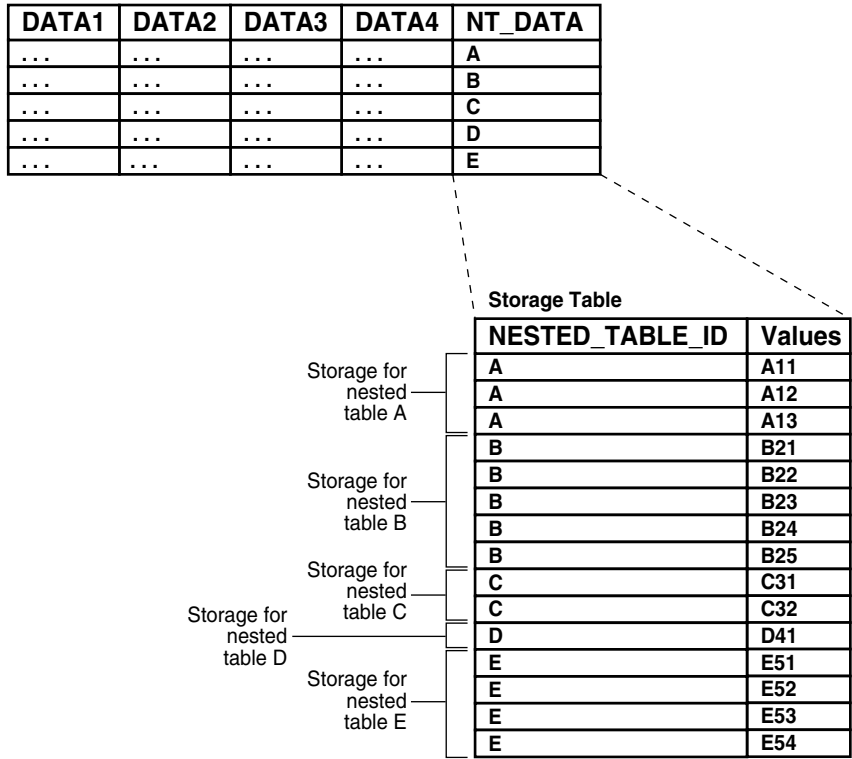 DATA1 DATA2 DATA3 DATA4 NT_DATA
... ... ... ... A
... ... ... ... B
... ... ... ... C
... ... ... ... D
... ... ... ... E
Storage Table
NESTED_TABLE_ID Values
A A11
A A12
A A13
B B21
B B22
B B23
B B24
B B25
C C31
C C32
D D41
E E51
E E52
E E53
E E54
Storage for
nested
table A
Storage for
nested
table B
Storage for
nested
table C
Storage for
nested
table D
Storage for
nested
table E